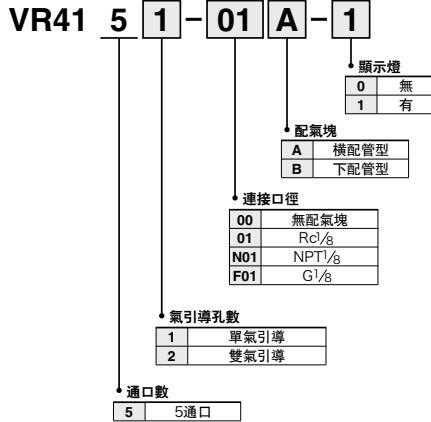 VR41 5 1 - 01 A - 1
顯示燈
0 無
1 有
配氣塊
A 橫配管型
B 下配管型
連接口徑
00 無配氣塊
01 Rc1/8
N01 NPT1/8
F01 G1/8
氣引導孔數
1 單氣引導
2 雙氣引導
通口數
5 5通口